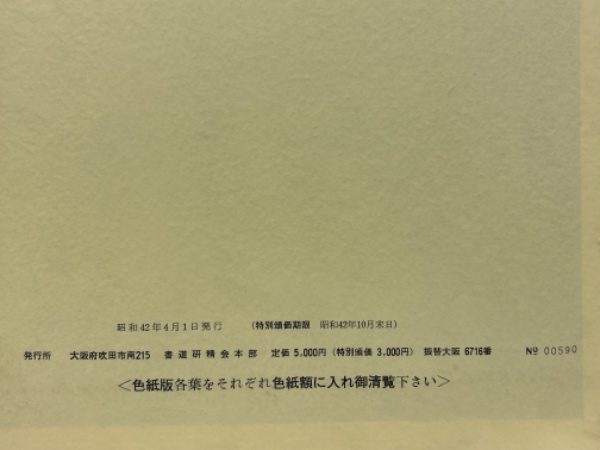 昭和42年4月1日発行 (特別頒価期限 昭和42年10月末日)
発行所 大阪府吹田市南215 書道研精会本部 定価 5,000円 (特別頒価 3,000円) 振替大阪 6716番 № 00590
<色紙版各葉をそれぞれ色紙額に入れ御清覧下さい>